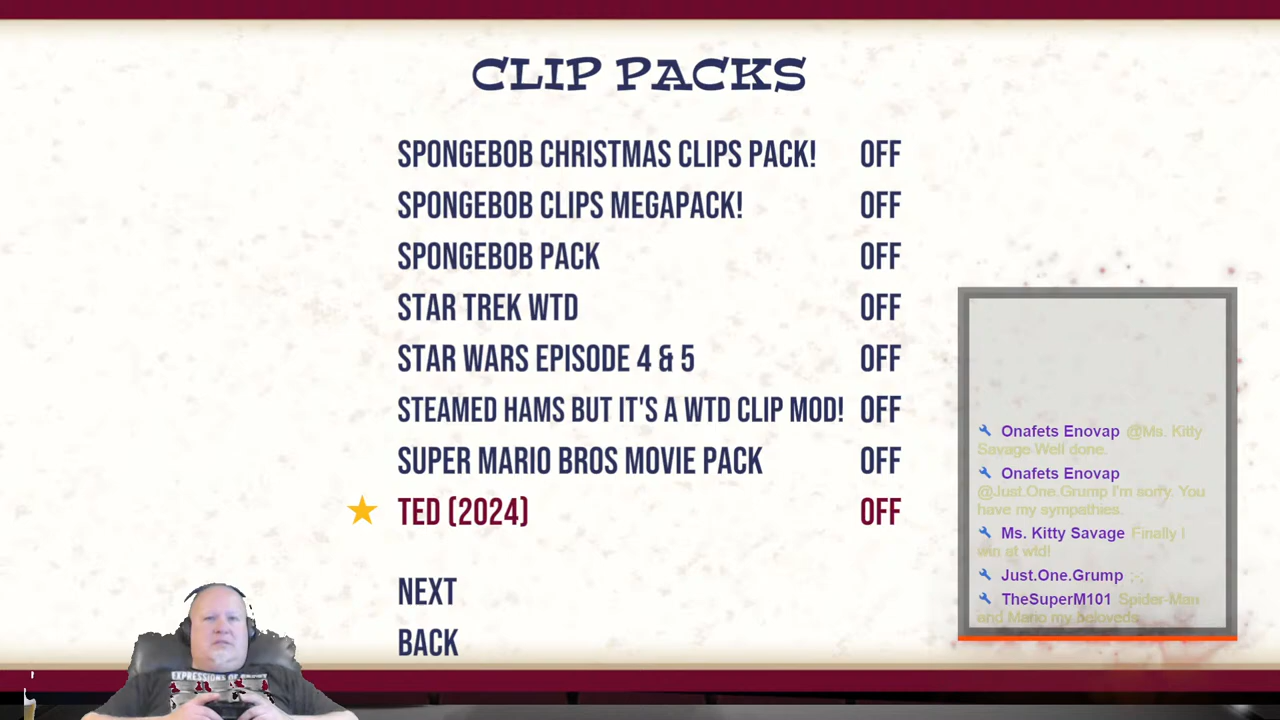 CLIP PACKS
SPONGEBOB CHRISTMAS CLIPS PACK! OFF
SPONGEBOB CLIPS MEGAPACK! OFF
SPONGEBOB PACK OFF
STAR TREK WTD OFF
STAR WARS EPISODE 4 & 5 OFF
STEAMED HAMS BUT IT'S A WTD CLIP MOD! OFF
SUPER MARIO BROS MOVIE PACK OFF
TED (2024) OFF
NEXT
BACK
Onafets Enovap @Ms. Kitty
Savage Well done.
Onafets Enovap
@Just.One.Grump I'm sorry. You
have my sympathies.
Ms. Kitty Savage Finally I
win at wtd!
Just.One.Grump :-:
TheSuperM101 Spider-Man
and Mario my beloveds
EXPRESSIONS OF